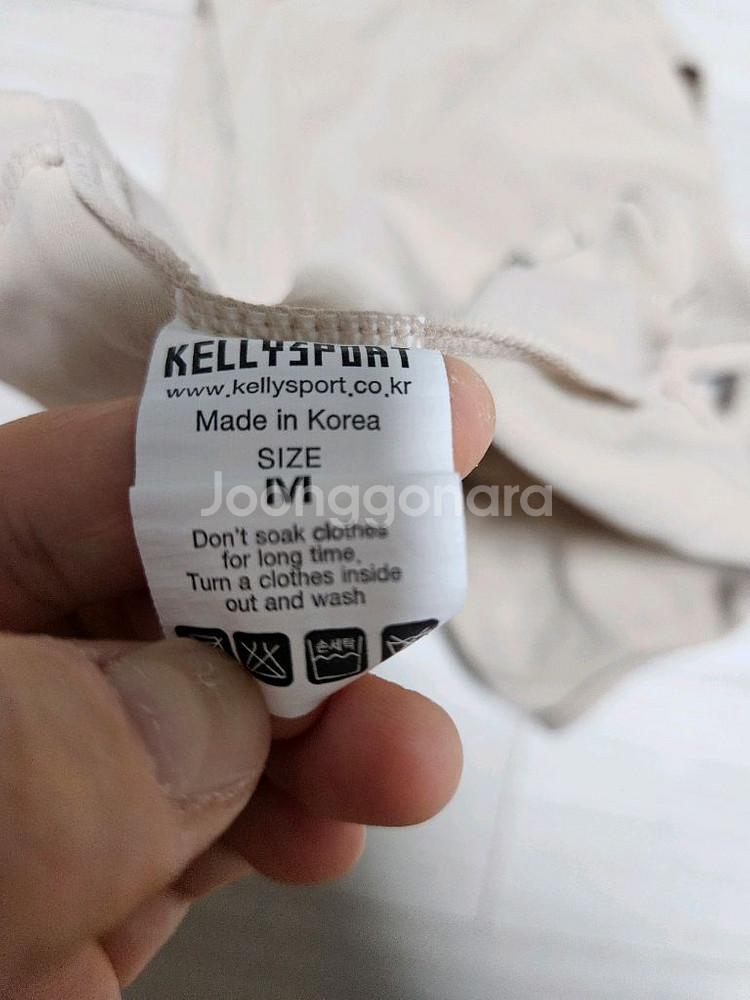 KELLYSPORT
www.kellysport.co.kr
Made in Korea
SIZE
M
Joonggonara
Don't soak clothes
for long time,
Turn a clothes inside
out and wash
손세탁